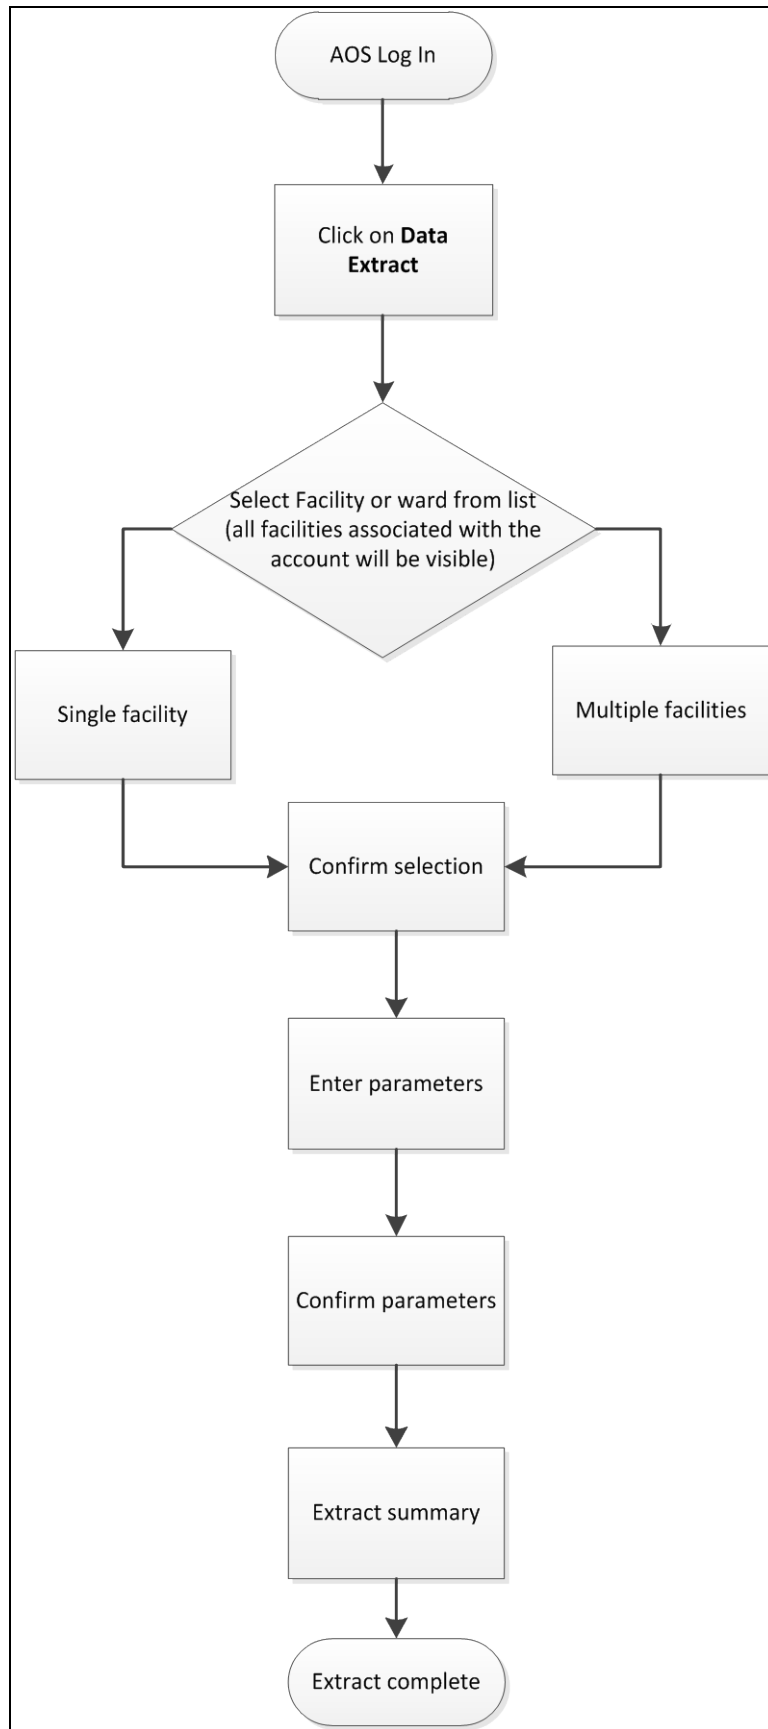 AOS Log In
Click on Data
Extract
Select Facility or ward from list
(all facilities associated with the
account will be visible)
Single facility
Multiple facilities
Confirm selection
Enter parameters
Confirm parameters
Extract summary
Extract complete